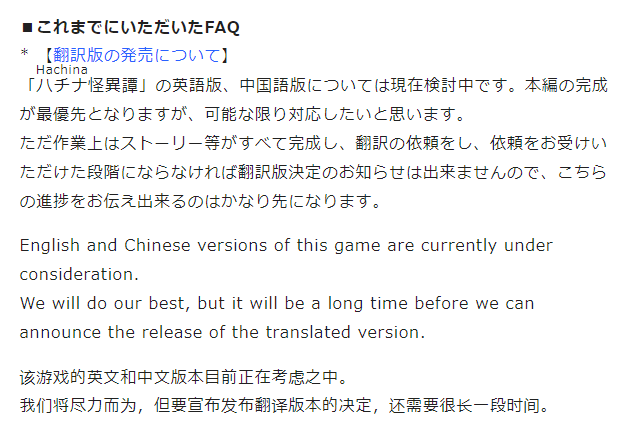 ■これまでにいただいたFAQ
* 【翻訳版の発売について】
Hachina
「ハチナ怪異譚」の英語版、中国語版については現在検討中です。本編の完成
が最優先となりますが、可能な限り対応したいと思います。
ただ作業上はストーリー等がすべて完成し、翻訳の依頼をし、依頼をお受けい
ただけた段階にならなければ翻訳版決定のお知らせは出来ませんので、こちら
の進捗をお伝え出来るのはかなり先になります。
English and Chinese versions of this game are currently under
consideration.
We will do our best, but it will be a long time before we can
announce the release of the translated version.
该游戏的英文和中文版本目前正在考虑之中。
我们将尽力而为，但要宣布发布翻译版本的决定，还需要很长一段时间。